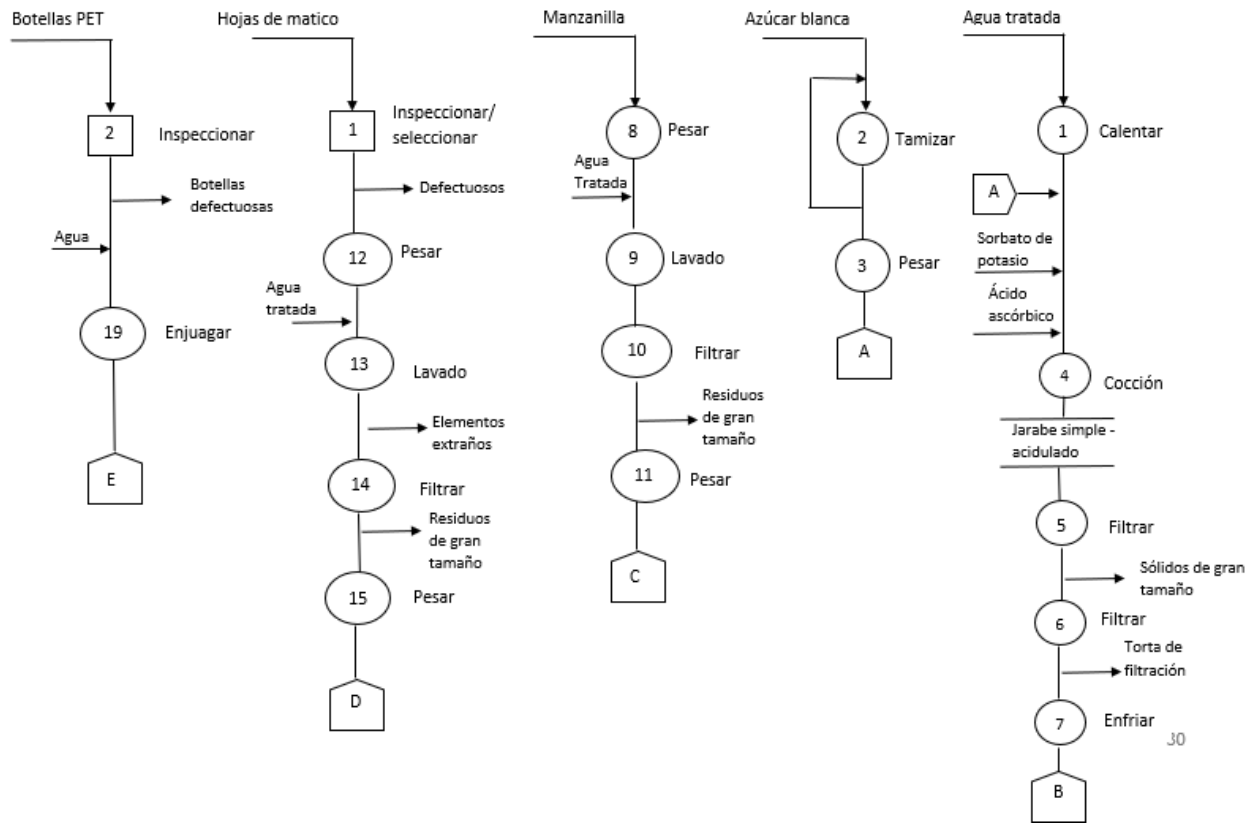 Botellas PET
2
Inspeccionar
Botellas
defectuosas
Agua
19
Enjuagar
E
Hojas de matico
1
Inspeccionar/
seleccionar
Defectuosos
12
Pesar
Agua
tratada
13
Lavado
Elementos
extraños
14
Filtrar
Residuos
de gran
tamaño
15
Pesar
D
Manzanilla
8
Pesar
Agua
Tratada
9
Lavado
10
Filtrar
Residuos
de gran
tamaño
11
Pesar
C
Azúcar blanca
2
Tamizar
3
Pesar
A
Agua tratada
1
Calentar
A
Sorbato de
potasio
Ácido
ascórbico
4
Cocción
Jarabe simple -
acidulado
5
Filtrar
Sólidos de gran
tamaño
6
Filtrar
Torta de
filtración
7
Enfriar
B